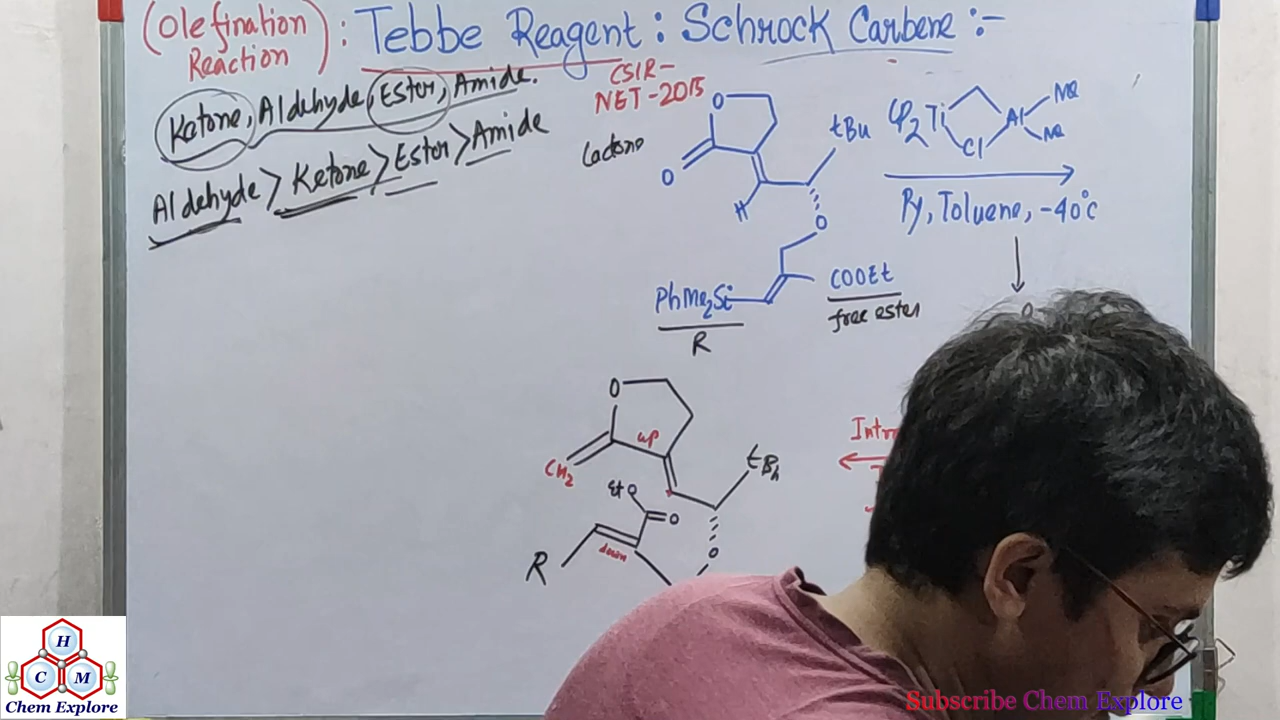 (Olefination Reaction) : Tebbe Reagent : Schrock Carbene :-
Ketone, Aldehyde, Ester, Amide.
Aldehyde > Ketone > Ester > Amide
CSIR-
NET-2015
Lactone
O
O
H
tBu
O
PhMe2Si
R
COOEt
free ester
Cp2Ti
Cl
Al
Me
Me
Py, Toluene, -40°c
O
CH2
up
tBu
EtO
O
down
R
O
Intr
H
C
M
Chem Explore
Subscribe Chem Explore